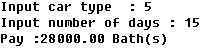 Input car type  : 5
Input number of days : 15
Pay :28000.00 Bath(s)